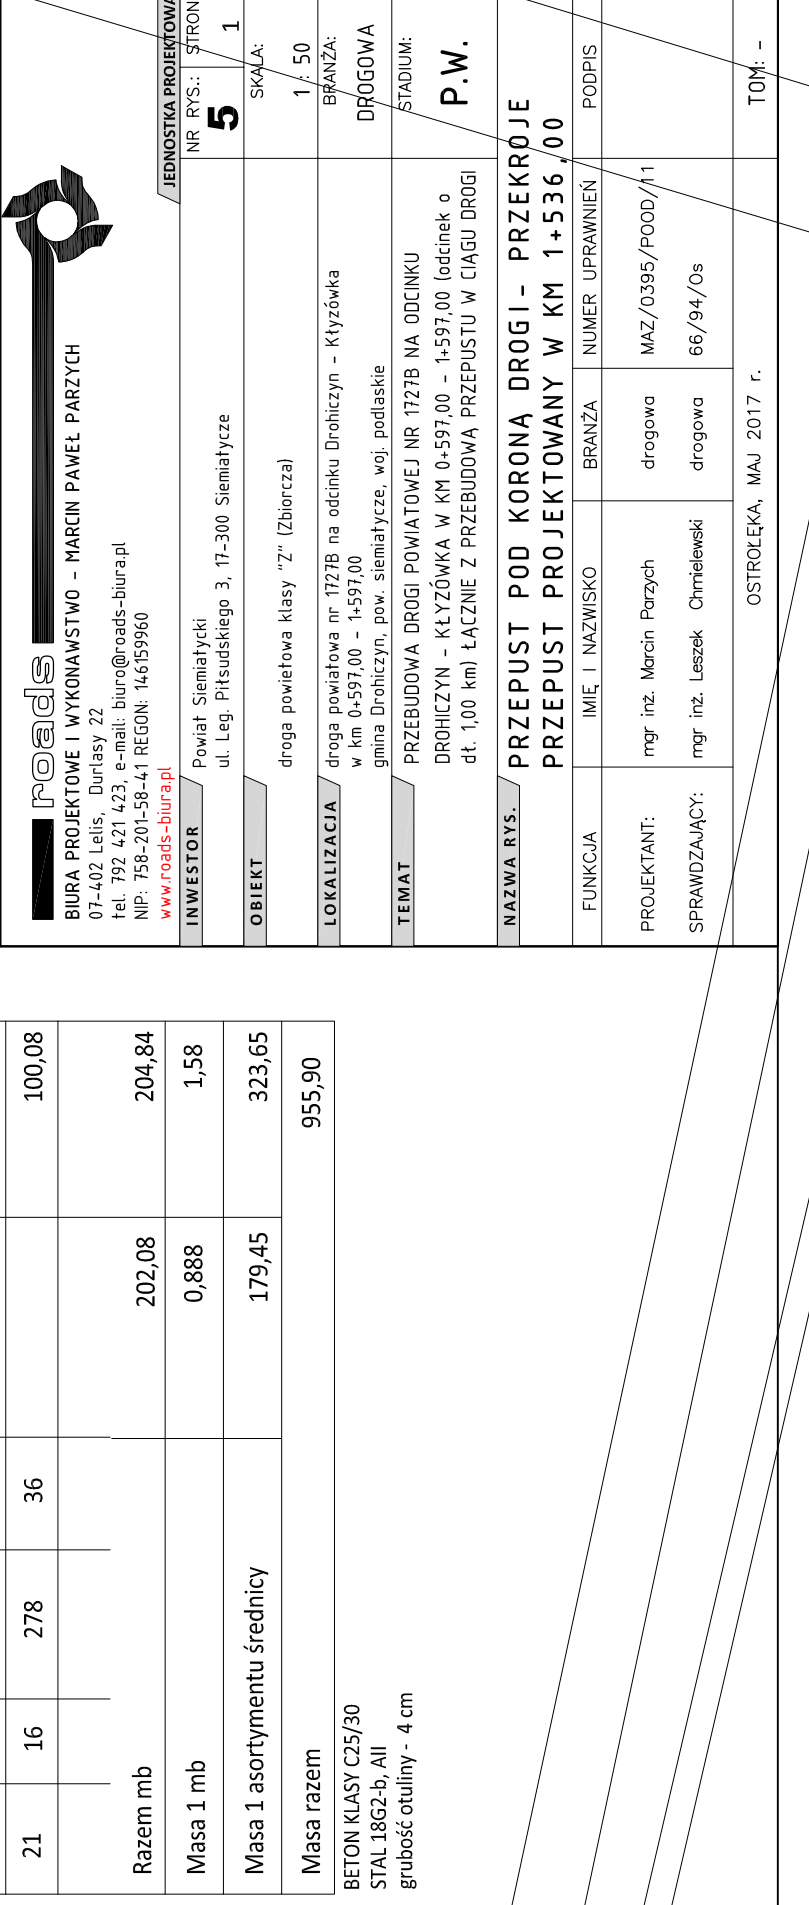 21 16 278 36 100,08
Razem mb 202,08 204,84
Masa 1 mb 0,888 1,58
Masa 1 asortymentu średnicy 179,45 323,65
Masa razem 955,90
BETON KLASY C25/30
STAL 18G2-b, AII
grubość otuliny - 4 cm
roads
BIURA PROJEKTOWE I WYKONAWSTWO - MARCIN PAWEŁ PARZYCH
07-402 Lelis, Durlasy 22
tel. 792 421 423, e-mail: biuro@roads-biura.pl
NIP: 758-201-58-41 REGON: 146159960
www.roads-biura.pl
JEDNOSTKA PROJEKTOWA
INWESTOR
Powiat Siemiatycki
ul. Leg. Piłsudskiego 3, 17-300 Siemiatycze
NR RYS.:
5
STRON
1
OBIEKT
droga powietowa klasy "Z" (Zbiorcza)
SKALA:
1 : 50
LOKALIZACJA
droga powiatowa nr 1727B na odcinku Drohiczyn - Kłyzówka
w km 0+597,00 - 1+597,00
gmina Drohiczyn, pow. siemiatycze, woj. podlaskie
BRANŻA:
DROGOWA
TEMAT
PRZEBUDOWA DROGI POWIATOWEJ NR 1727B NA ODCINKU
DROHICZYN - KŁYZÓWKA W KM 0+597,00 - 1+597,00 (odcinek o
dł. 1,00 km) ŁĄCZNIE Z PRZEBUDOWĄ PRZEPUSTU W CIĄGU DROGI
STADIUM:
P.W.
NAZWA RYS.
PRZEPUST POD KORONĄ DROGI- PRZEKROJE
PRZEPUST PROJEKTOWANY W KM 1+536,00
FUNKCJA IMIĘ I NAZWISKO BRANŻA NUMER UPRAWNIEŃ PODPIS
PROJEKTANT: mgr inż. Marcin Parzych drogowa MAZ/0395/POOD/11
SPRAWDZAJĄCY: mgr inż. Leszek Chmielewski drogowa 66/94/Os
OSTROŁĘKA, MAJ 2017 r. TOM: -